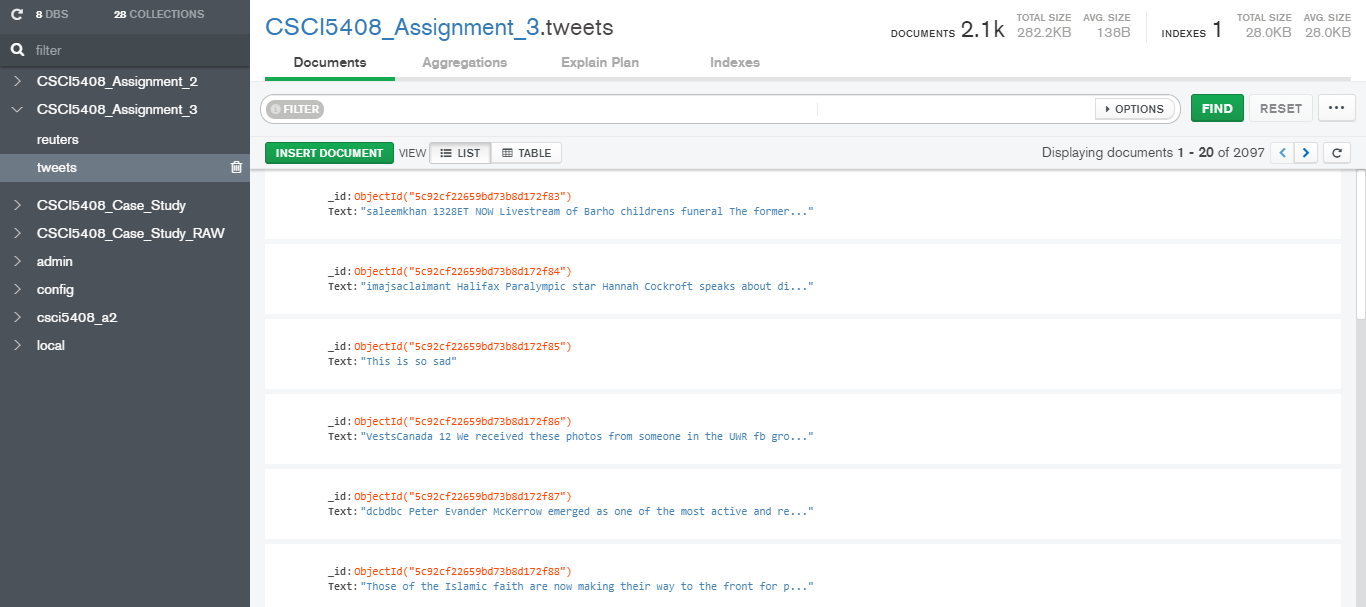 8 DBS 28 COLLECTIONS
filter
CSCI5408_Assignment_2
CSCI5408_Assignment_3
reuters
tweets
CSCI5408_Case_Study
CSCI5408_Case_Study_RAW
admin
config
csci5408_a2
local
CSCI5408_Assignment_3.tweets
DOCUMENTS 2.1k TOTAL SIZE 282.2KB AVG. SIZE 138B INDEXES 1 TOTAL SIZE 28.0KB AVG. SIZE 28.0KB
Documents Aggregations Explain Plan Indexes
FILTER OPTIONS FIND RESET ...
INSERT DOCUMENT VIEW LIST TABLE Displaying documents 1 - 20 of 2097
_id: ObjectId("5c92cf22659bd73b8d172f83")
Text: "saleemkhan 1328ET NOW Livestream of Barho childrens funeral The former..."
_id: ObjectId("5c92cf22659bd73b8d172f84")
Text: "imajsaclaimant Halifax Paralympic star Hannah Cockroft speaks about di..."
_id: ObjectId("5c92cf22659bd73b8d172f85")
Text: "This is so sad"
_id: ObjectId("5c92cf22659bd73b8d172f86")
Text: "VestsCanada 12 We received these photos from someone in the UWR fb gro..."
_id: ObjectId("5c92cf22659bd73b8d172f87")
Text: "dcbdbc Peter Evander McKerrow emerged as one of the most active and re..."
_id: ObjectId("5c92cf22659bd73b8d172f88")
Text: "Those of the Islamic faith are now making their way to the front for p..."